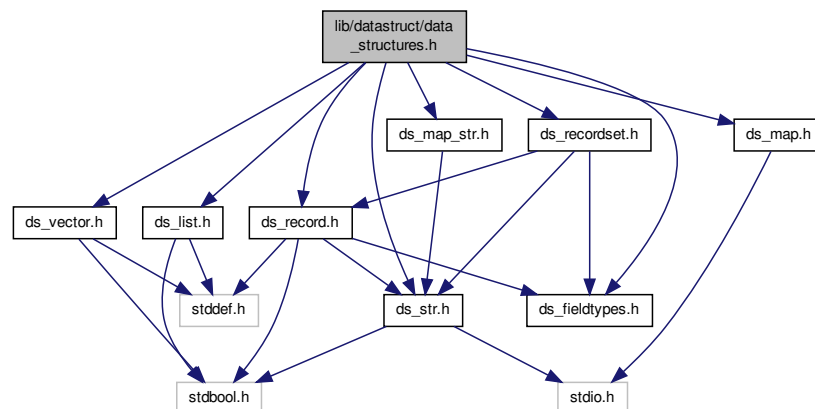 lib/datastruct/data
_structures.h
ds_map_str.h
ds_recordset.h
ds_map.h
ds_vector.h
ds_list.h
ds_record.h
stddef.h
ds_str.h
ds_fieldtypes.h
stdbool.h
stdio.h